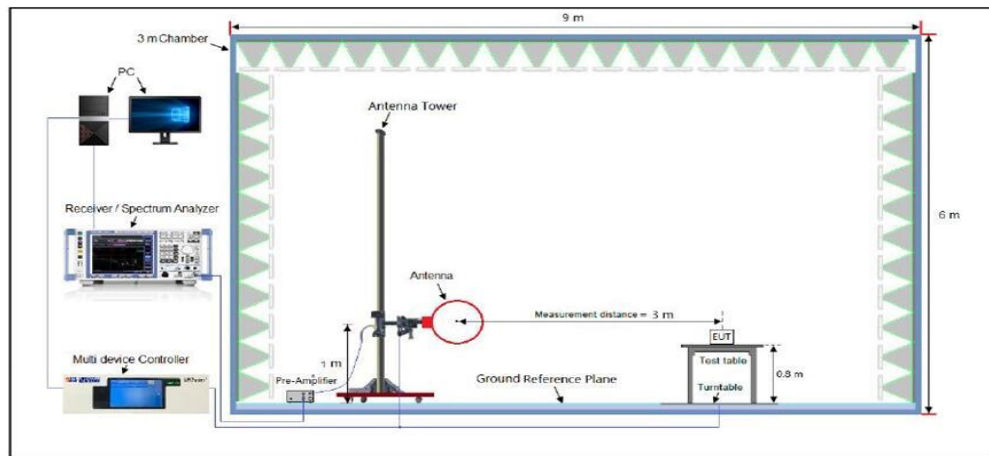 9 m
3 m Chamber
PC
Antenna Tower
6 m
Receiver / Spectrum Analyzer
Antenna
Measurement distance = 3 m
EUT
Multi device Controller
1 m
Test table
0.8 m
Pre-Amplifier
Ground Reference Plane
Turntable